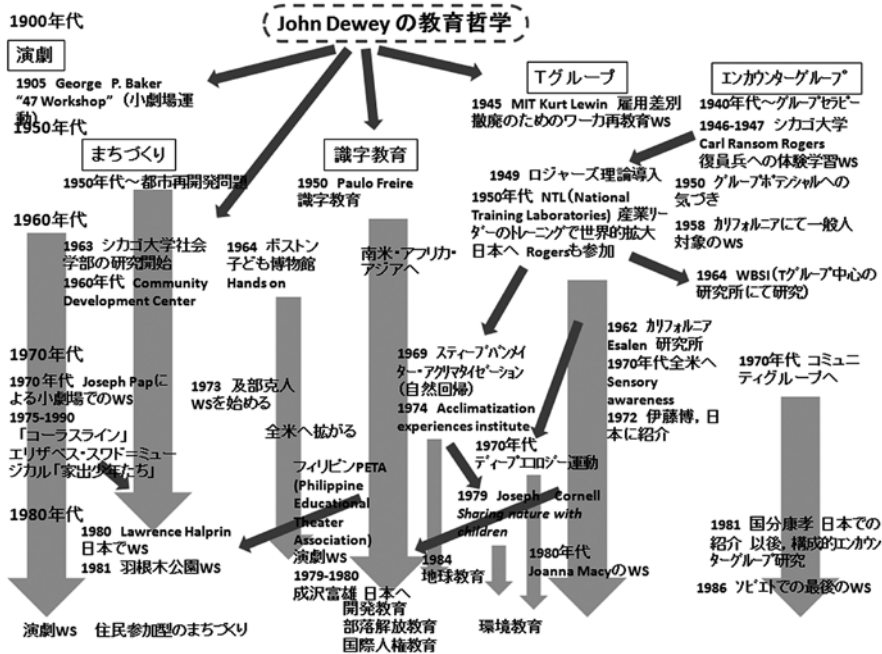 1900年代
John Dewey の教育哲学
演劇
1905 George P. Baker
“47 Workshop”（小劇場運
動）
1950年代
まちづくり
1950年代～都市再開発問題
1960年代
1963 シカゴ大学社会
学部の研究開始
1960年代 Community
Development Center
1964 ボストン
子ども博物館
Hands on
識字教育
1950 Paulo Freire
識字教育
南米・アフリカ・
アジアへ
Tグループ
1945 MIT Kurt Lewin 雇用差別
撤廃のためのワーカ再教育WS
1949 ロジャーズ理論導入
1950年代 NTL（National
Training Laboratories）産業リー
ダーのトレーニングで世界的拡大
日本へ Rogersも参加
エンカウンターグループ
1940年代～グループセラピー
1946-1947 シカゴ大学
Carl Ransom Rogers
復員兵への体験学習WS
1950 グループポテンシャルへの
気づき
1958 カリフォルニアにて一般人
対象のWS
1964 WBSI（Tグループ中心の
研究所にて研究）
1970年代
1970年代 Joseph Papに
よる小劇場でのWS
1975-1990
「コーラスライン」
エリザベス・スワド＝ミュー
ジカル「家出少年たち」
1973 及部克人
WSを始める
全米へ拡がる
フィリピンPETA
(Philippine
Educational
Theater
Association)
演劇WS
1979-1980
成沢富雄 日本へ
開発教育
部落解放教育
国際人権教育
1969 スティーブバンメイ
ター・アクリマタイゼーション
（自然回帰）
1974 Acclimatization
experiences institute
1970年代
ディープエコロジー運動
1979 Joseph Cornell
Sharing nature with
children
1984
地球教育
1980年代
Joanna MacyのWS
環境教育
1962 カリフォルニア
Esalen 研究所
1970年代全米へ
Sensory
awareness
1972 伊藤博，日
本に紹介
1970年代 コミュニ
ティグループへ
1981 国分康孝 日本での
紹介 以後，構成的エンカウ
ンターグループ研究
1986 ソビエトでの最後のWS
1980年代
1980 Lawrence Halprin
日本でWS
1981 羽根木公園WS
演劇WS 住民参加型のまちづくり